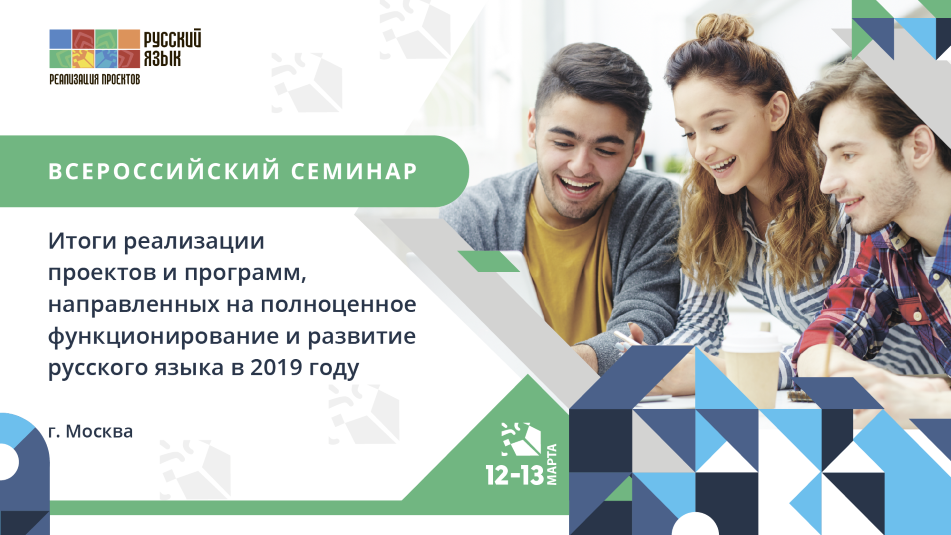 РУССКИЙ
ЯЗЫК
РЕАЛИЗАЦИЯ ПРОЕКТОВ
ВСЕРОССИЙСКИЙ СЕМИНАР
Итоги реализации
проектов и программ,
направленных на полноценное
функционирование и развитие
русского языка в 2019 году
г. Москва
12-13
МАРТА